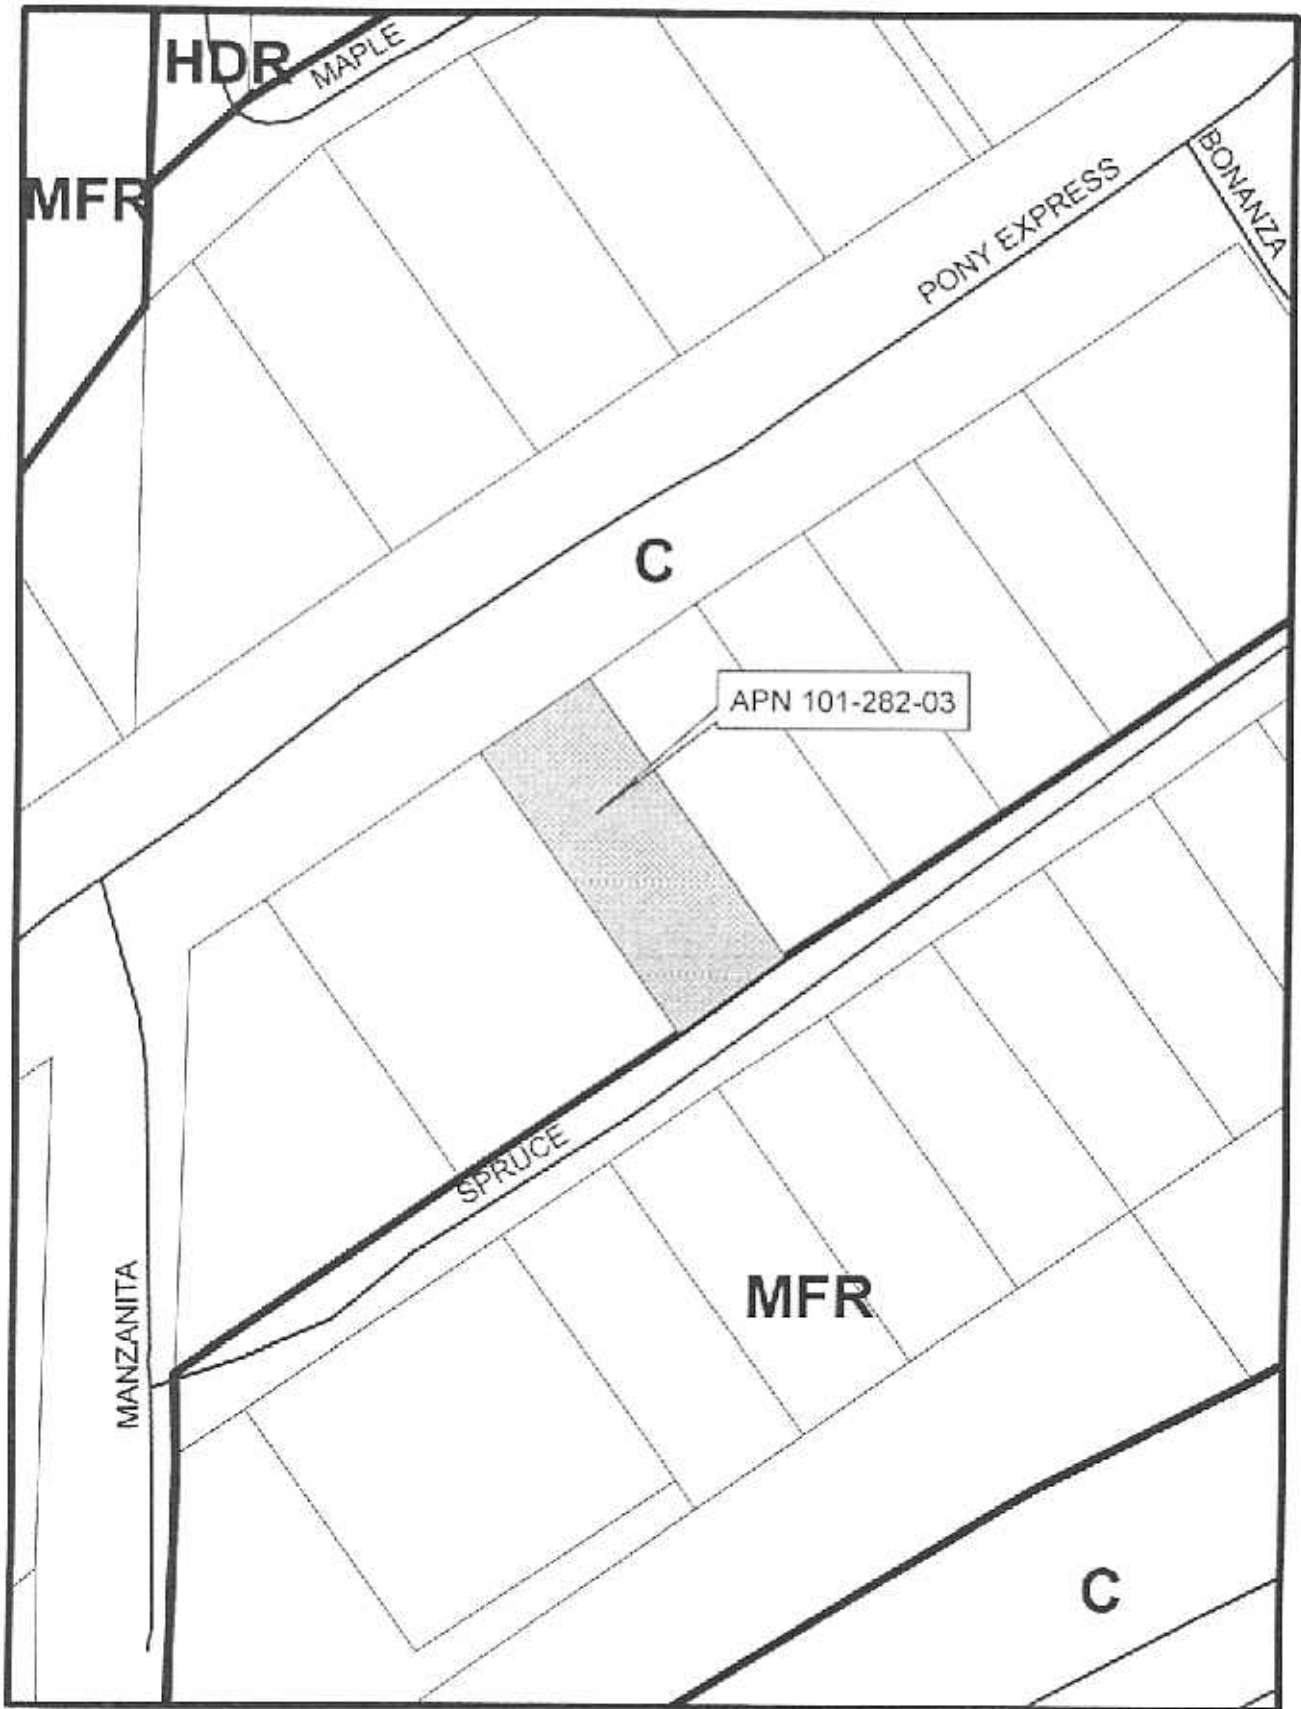 HDR
MAPLE
MFR
BONANZA
PONY EXPRESS
C
APN 101-282-03
SPRUCE
MANZANITA
MFR
C